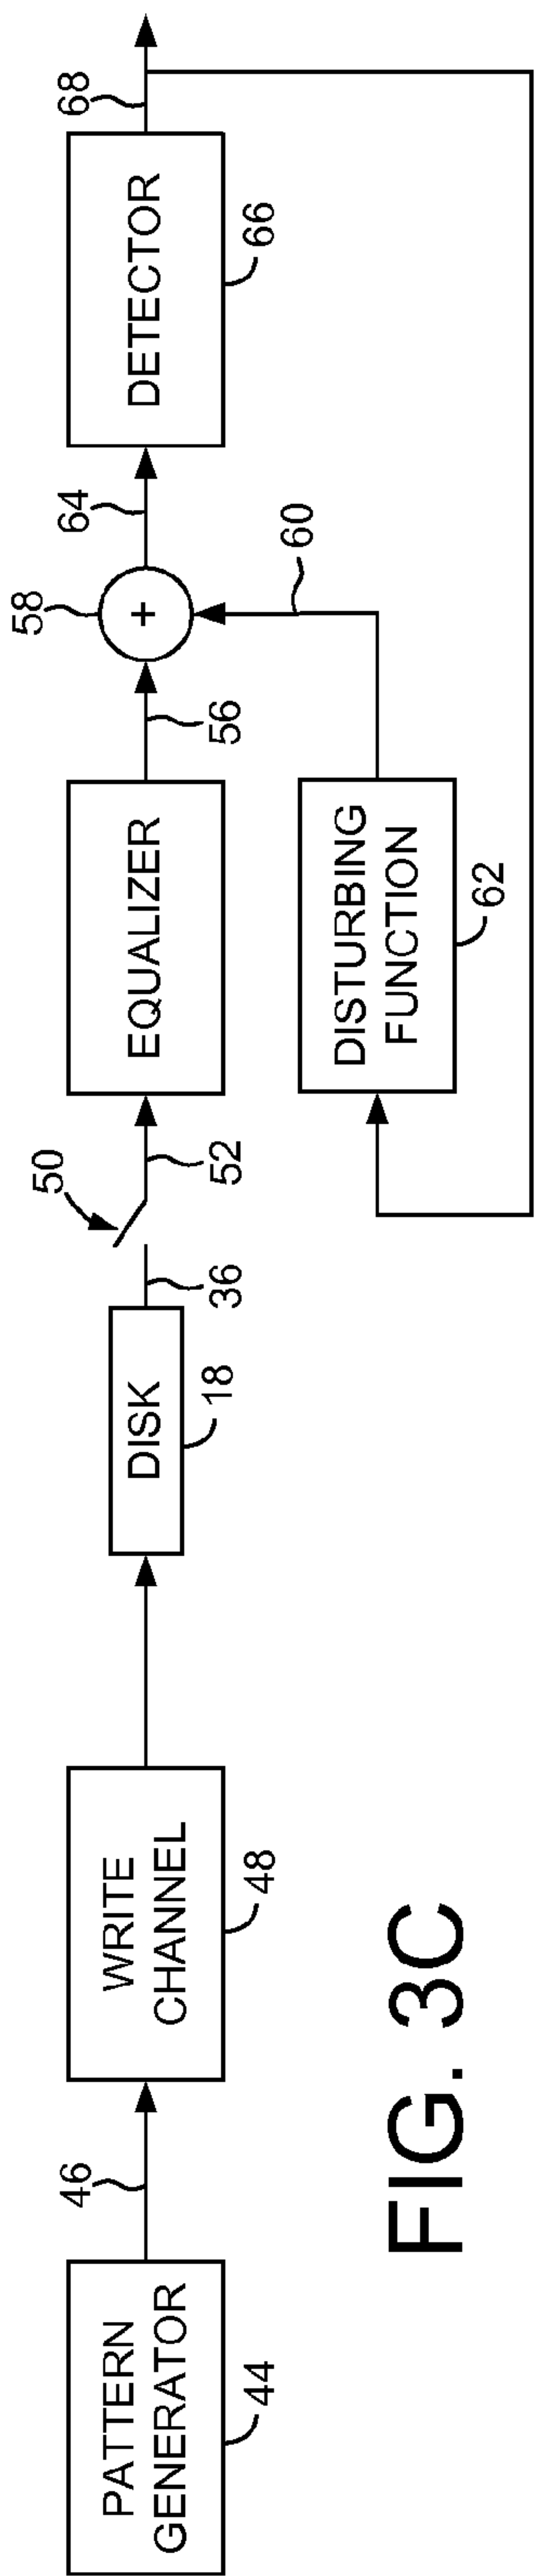 PATTERN
GENERATOR
44
46
WRITE
CHANNEL
48
DISK
18
36
50
52
EQUALIZER
56
58
+
60
DISTURBING
FUNCTION
62
64
DETECTOR
66
68
FIG. 3C